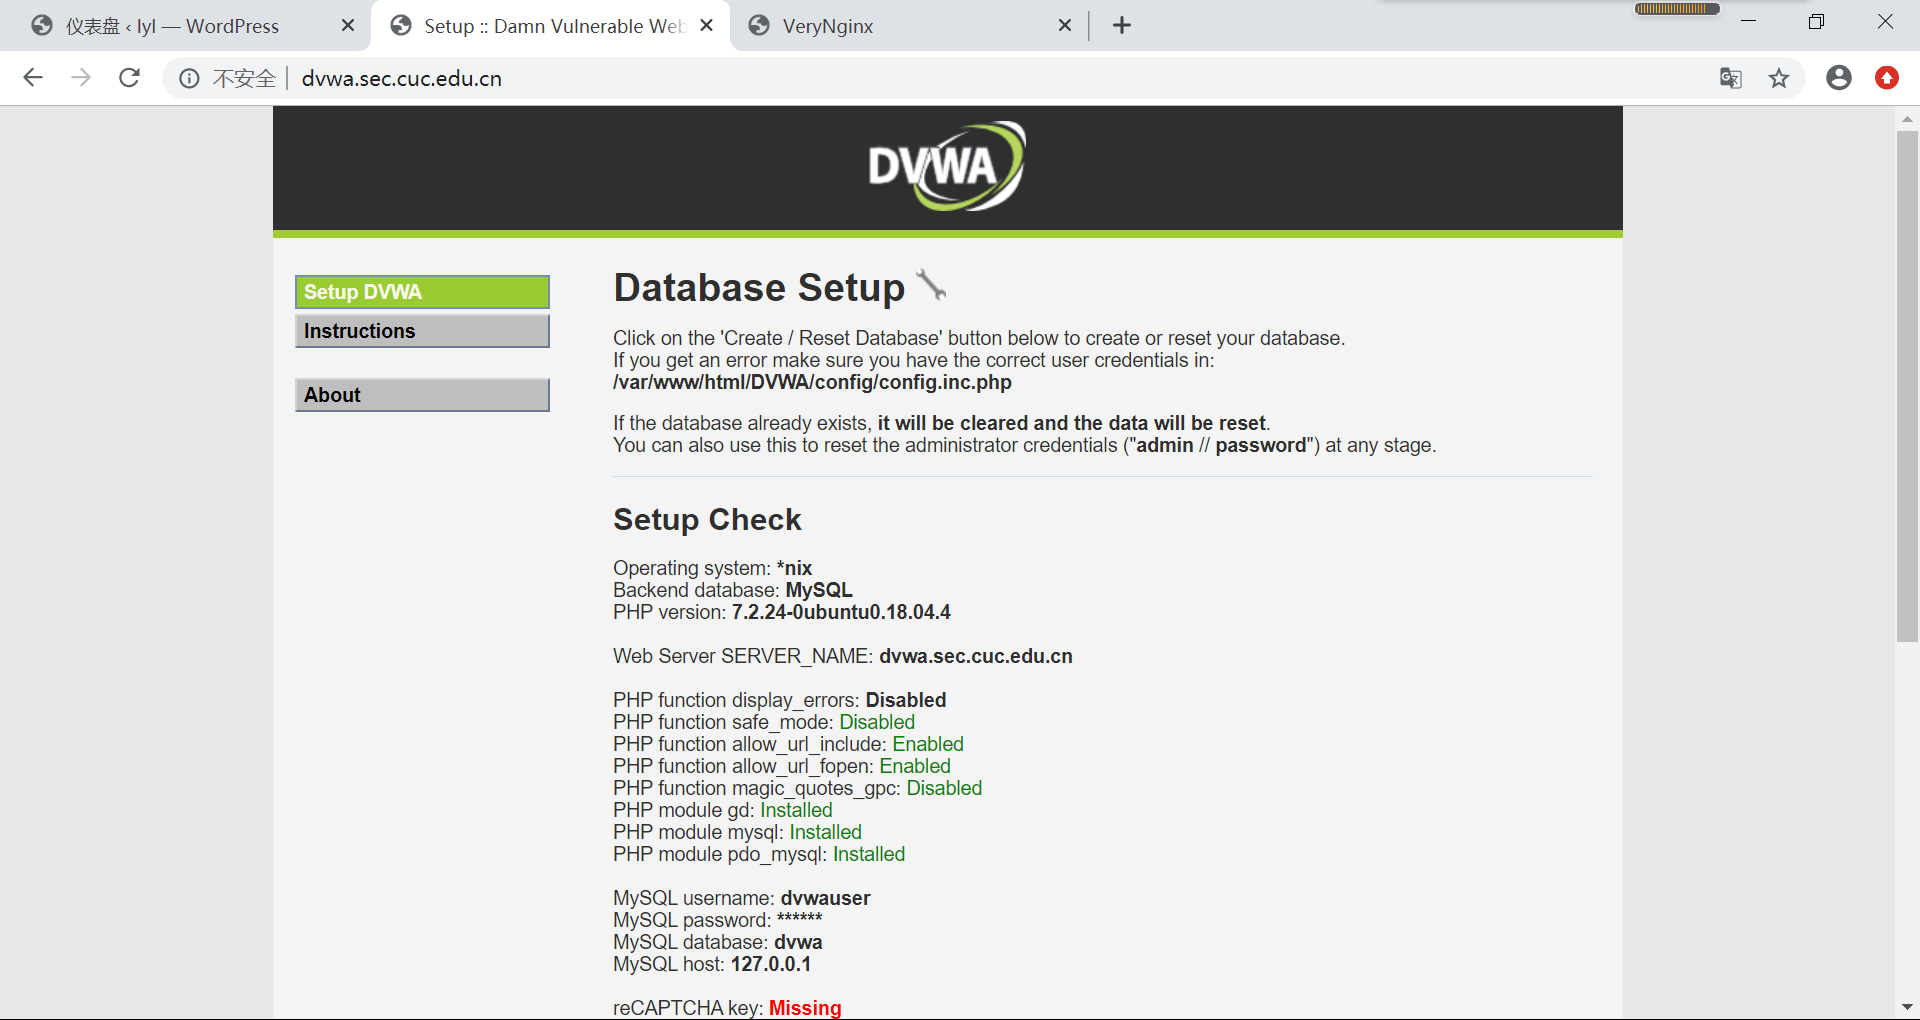 仪表盘 ‹ lyl — WordPress
Setup :: Damn Vulnerable Web
VeryNginx
不安全
dvwa.sec.cuc.edu.cn
DVWA
Setup DVWA
Instructions
About
Database Setup
Click on the 'Create / Reset Database' button below to create or reset your database.
If you get an error make sure you have the correct user credentials in:
/var/www/html/DVWA/config/config.inc.php
If the database already exists, it will be cleared and the data will be reset.
You can also use this to reset the administrator credentials ("admin // password") at any stage.
Setup Check
Operating system: *nix
Backend database: MySQL
PHP version: 7.2.24-0ubuntu0.18.04.4
Web Server SERVER_NAME: dvwa.sec.cuc.edu.cn
PHP function display_errors: Disabled
PHP function safe_mode: Disabled
PHP function allow_url_include: Enabled
PHP function allow_url_fopen: Enabled
PHP function magic_quotes_gpc: Disabled
PHP module gd: Installed
PHP module mysql: Installed
PHP module pdo_mysql: Installed
MySQL username: dvwauser
MySQL password: ******
MySQL database: dvwa
MySQL host: 127.0.0.1
reCAPTCHA key: Missing